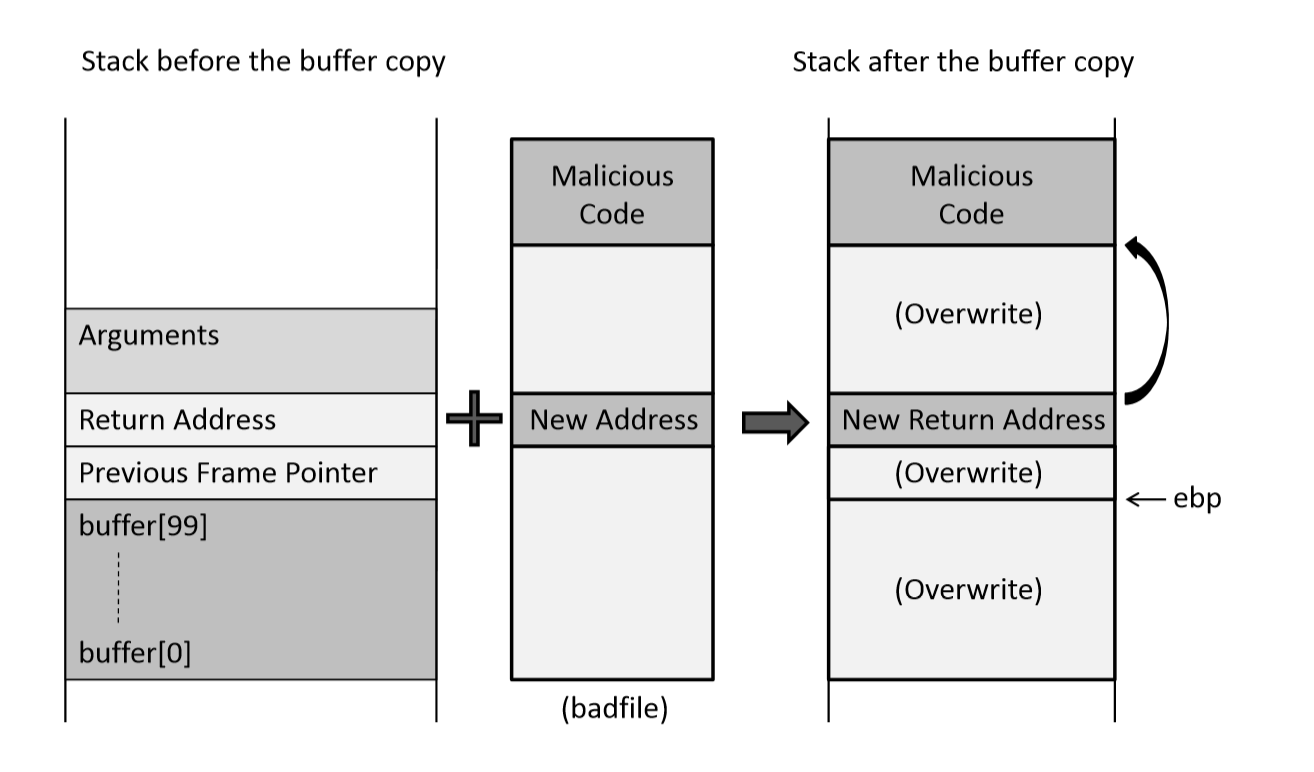 Stack before the buffer copy
Stack after the buffer copy
Arguments
Return Address
Previous Frame Pointer
buffer[99]
buffer[0]
Malicious
Code
New Address
(badfile)
Malicious
Code
(Overwrite)
New Return Address
(Overwrite)
ebp
(Overwrite)